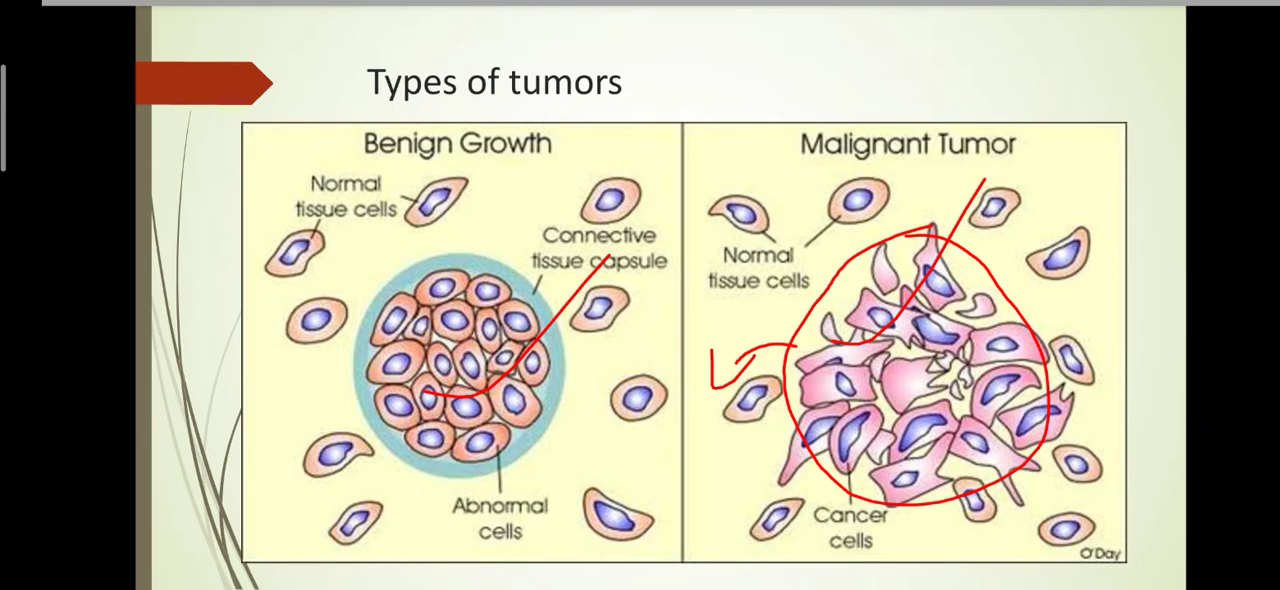 Types of tumors
Benign Growth
Normal
tissue cells
Connective
tissue capsule
Abnormal
cells
Malignant Tumor
Normal
tissue cells
Cancer
cells
O'Day